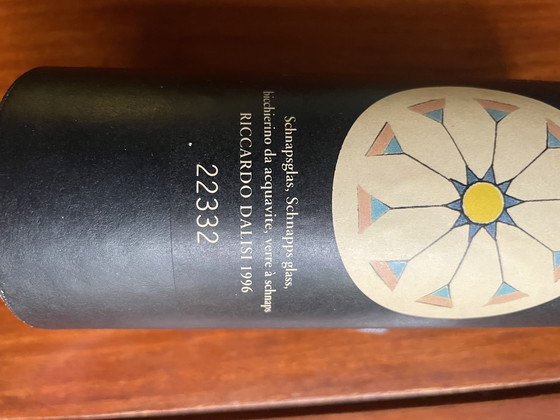 Schnapsglas, Schnapps glass,
bicchierino da acquavite, verre à schnaps
RICCARDO DALISI 1996
22332